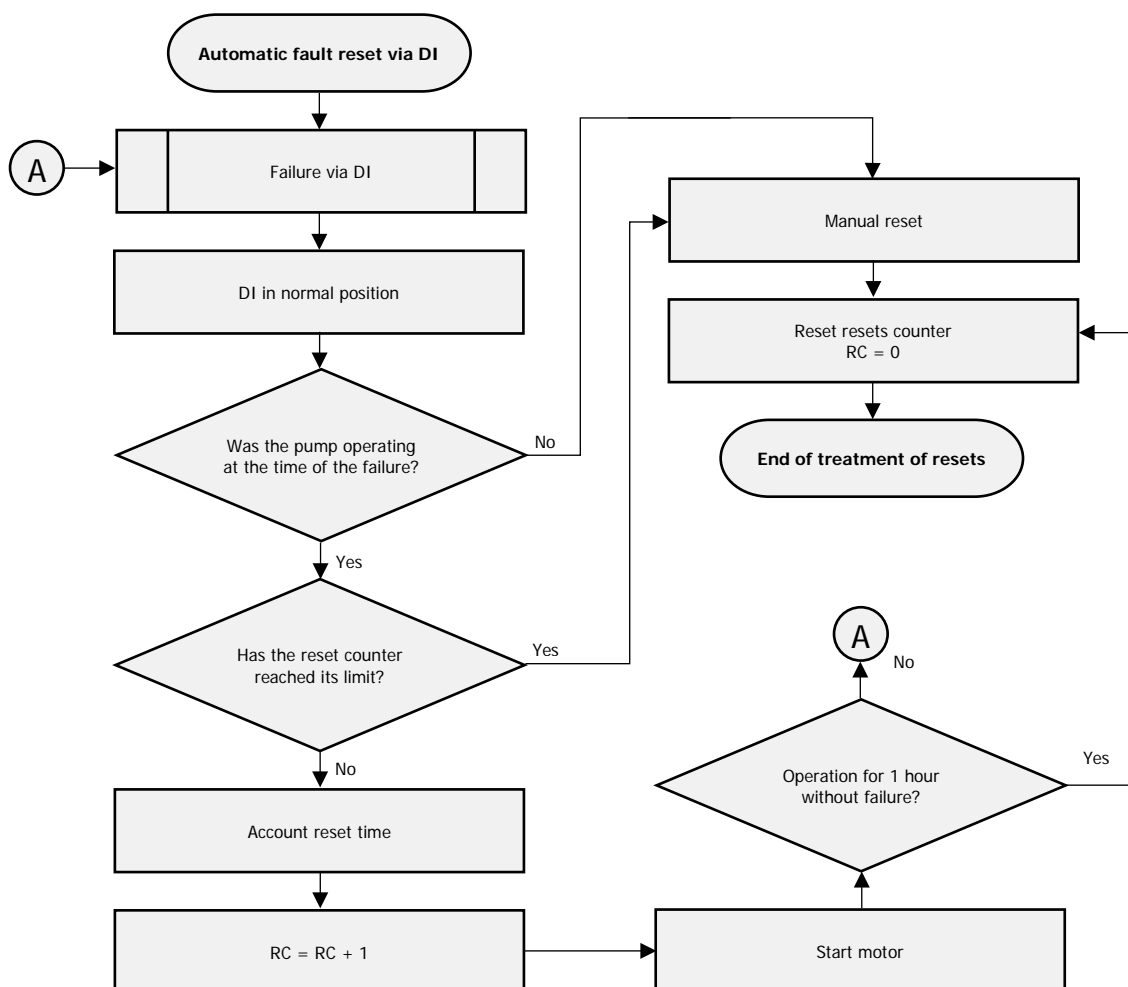 Automatic fault reset via DI
A
Failure via DI
DI in normal position
Was the pump operating
at the time of the failure?
No
Yes
Has the reset counter
reached its limit?
Yes
No
Account reset time
RC = RC + 1
Manual reset
Reset resets counter
RC = 0
End of treatment of resets
A
No
Operation for 1 hour
without failure?
Yes
Start motor